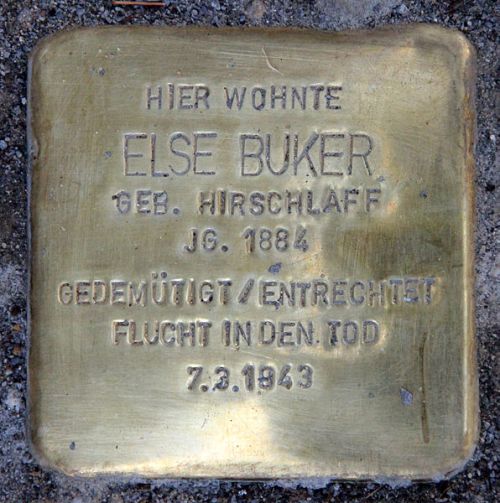 HIER WOHNTE
ELSE BUKER
GEB. HIRSCHLAFF
JG. 1884
GEDEMÜTIGT / ENTRECHTET
FLUCHT IN DEN TOD
7.3.1943